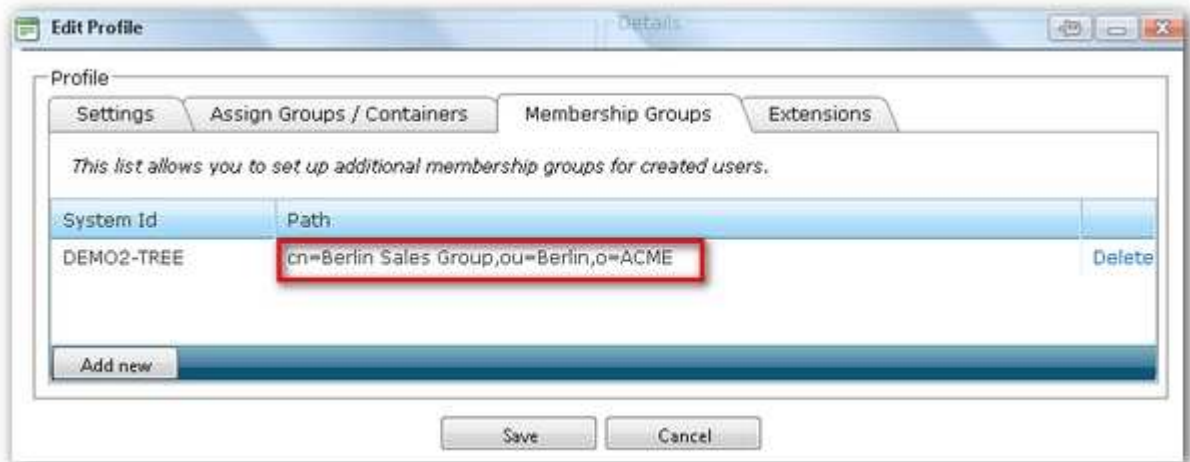 Edit Profile
Details
Profile
Settings Assign Groups / Containers Membership Groups Extensions
This list allows you to set up additional membership groups for created users.
System Id Path
DEMO2-TREE cn=Berlin Sales Group,ou=Berlin,o=ACME Delete
Add new
Save Cancel